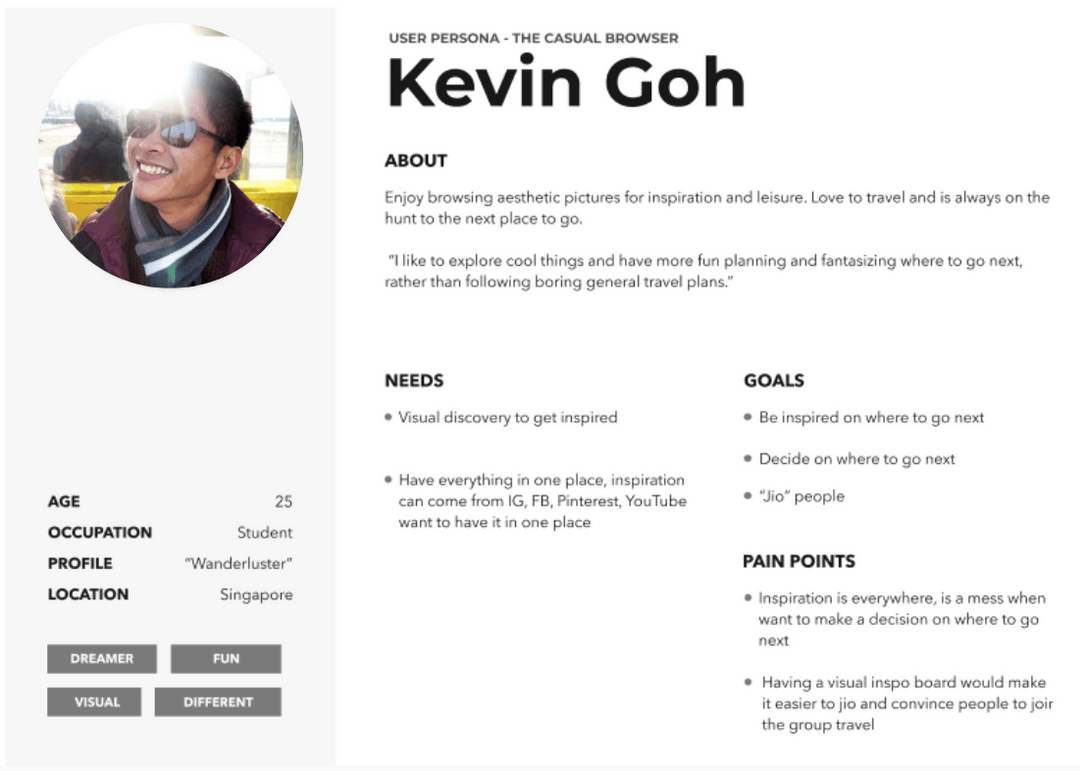 USER PERSONA - THE CASUAL BROWSER
Kevin Goh
ABOUT
Enjoy browsing aesthetic pictures for inspiration and leisure. Love to travel and is always on the
hunt to the next place to go.
“I like to explore cool things and have more fun planning and fantasizing where to go next,
rather than following boring general travel plans.”
NEEDS
Visual discovery to get inspired
Have everything in one place, inspiration
can come from IG, FB, Pinterest, YouTube
want to have it in one place
GOALS
Be inspired on where to go next
Decide on where to go next
“Jio” people
PAIN POINTS
Inspiration is everywhere, is a mess when
want to make a decision on where to go
next
Having a visual inspo board would make
it easier to jio and convince people to joir
the group travel
AGE 25
OCCUPATION Student
PROFILE “Wanderluster”
LOCATION Singapore
DREAMER FUN
VISUAL DIFFERENT